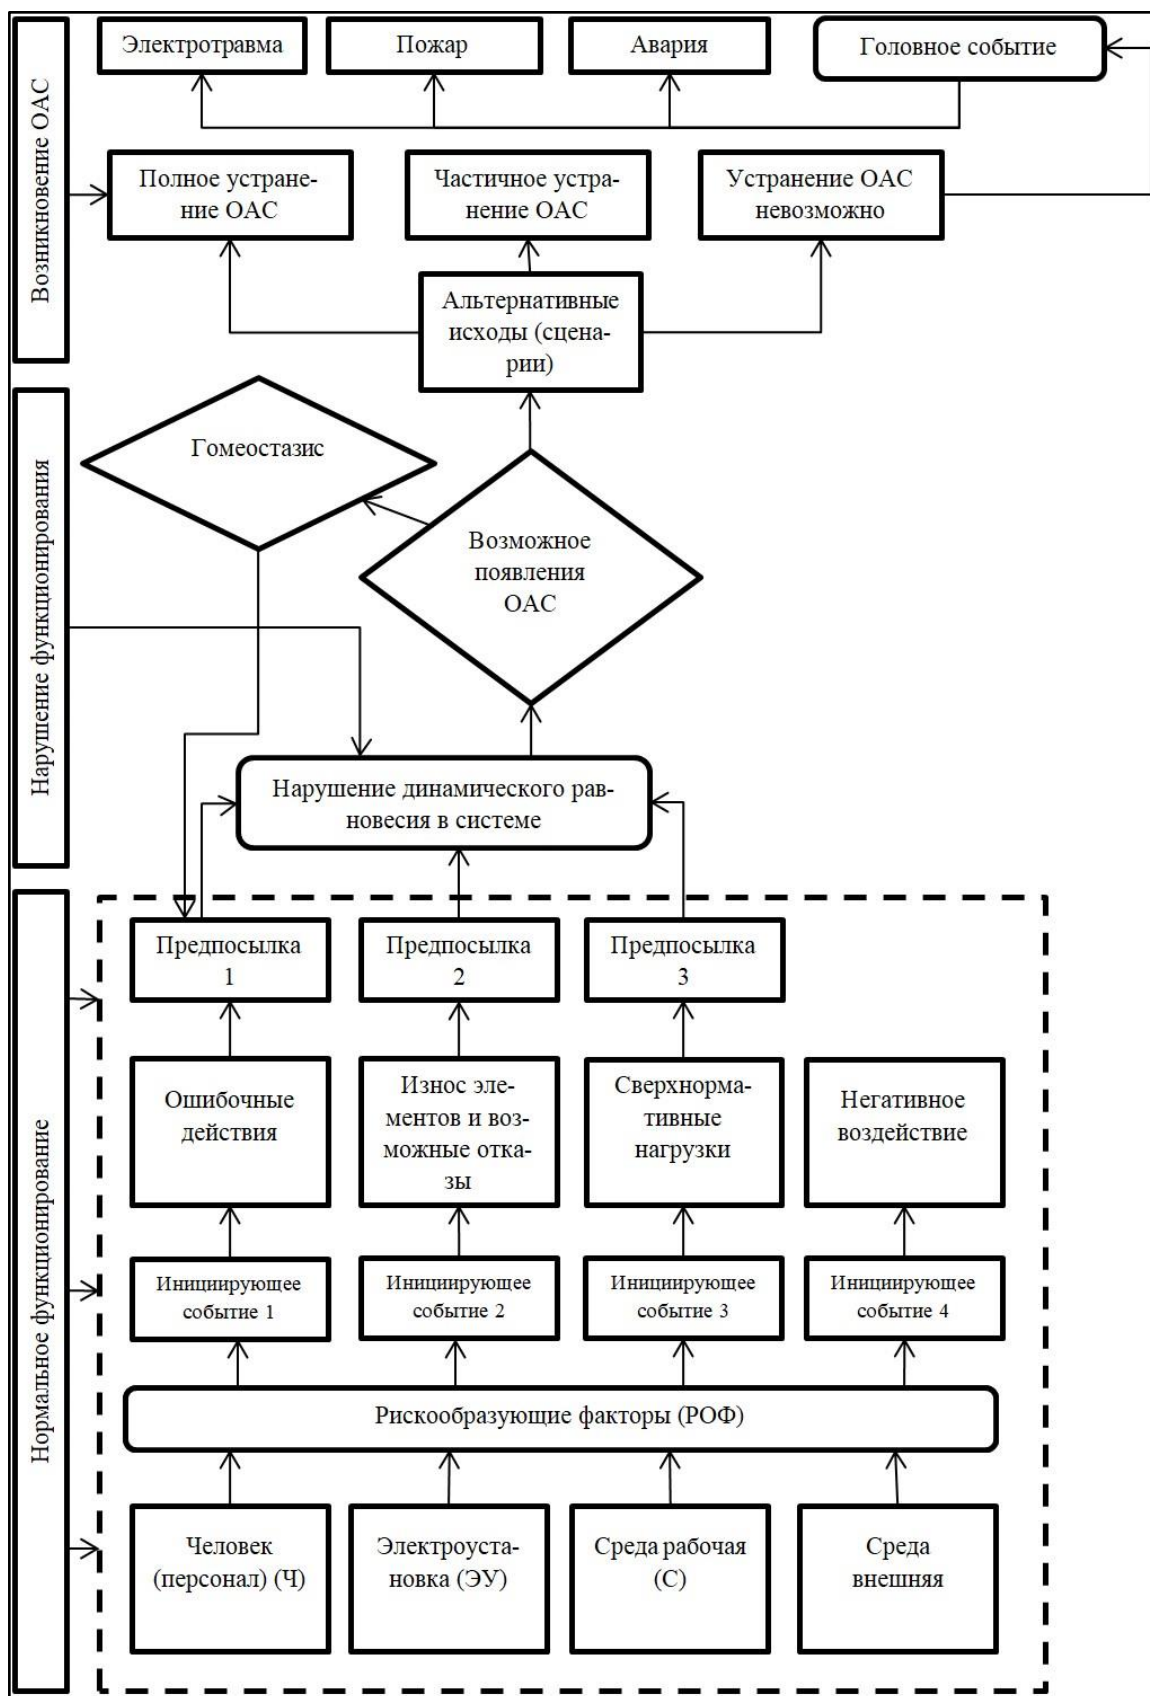 Возникновение ОАС
Электротравма
Пожар
Авария
Головное событие
Полное устране-
ние ОАС
Частичное устра-
нение ОАС
Устранение ОАС
невозможно
Альтернативные
исходы (сцена-
рии)
Нарушение функционирования
Гомеостазис
Возможное
появления
ОАС
Нарушение динамического рав-
новесия в системе
Нормальное функционирование
Предпосылка
1
Предпосылка
2
Предпосылка
3
Ошибочные
действия
Износ эле-
ментов и воз-
можные отка-
зы
Сверхнорма-
тивные
нагрузки
Негативное
воздействие
Инициирующее
событие 1
Инициирующее
событие 2
Инициирующее
событие 3
Инициирующее
событие 4
Рискообразующие факторы (РОФ)
Человек
(персонал) (Ч)
Электроуста-
новка (ЭУ)
Среда рабочая
(С)
Среда
внешняя